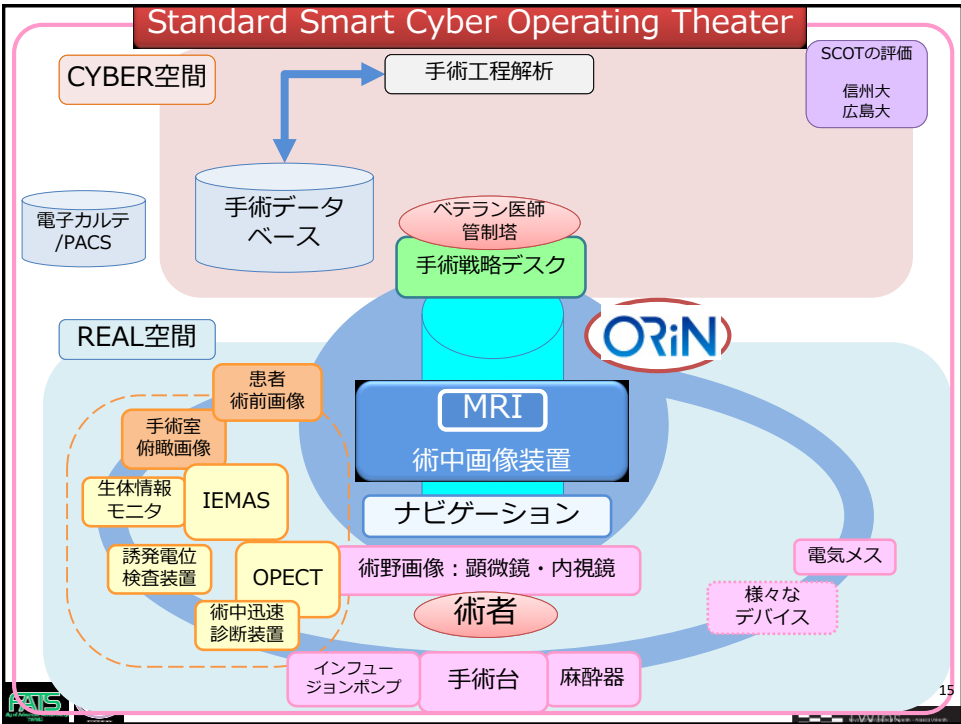 Standard Smart Cyber Operating Theater
CYBER空間
手術工程解析
SCOTの評価
信州大
広島大
電子カルテ
/PACS
手術データ
ベース
ベテラン医師
管制塔
手術戦略デスク
ORiN
REAL空間
患者
術前画像
手術室
俯瞰画像
生体情報
モニタ
IEMAS
誘発電位
検査装置
OPECT
術中迅速
診断装置
MRI
術中画像装置
ナビゲーション
術野画像：顕微鏡・内視鏡
術者
電気メス
様々な
デバイス
インフュー
ジョンポンプ
手術台
麻酔器
15
FATS